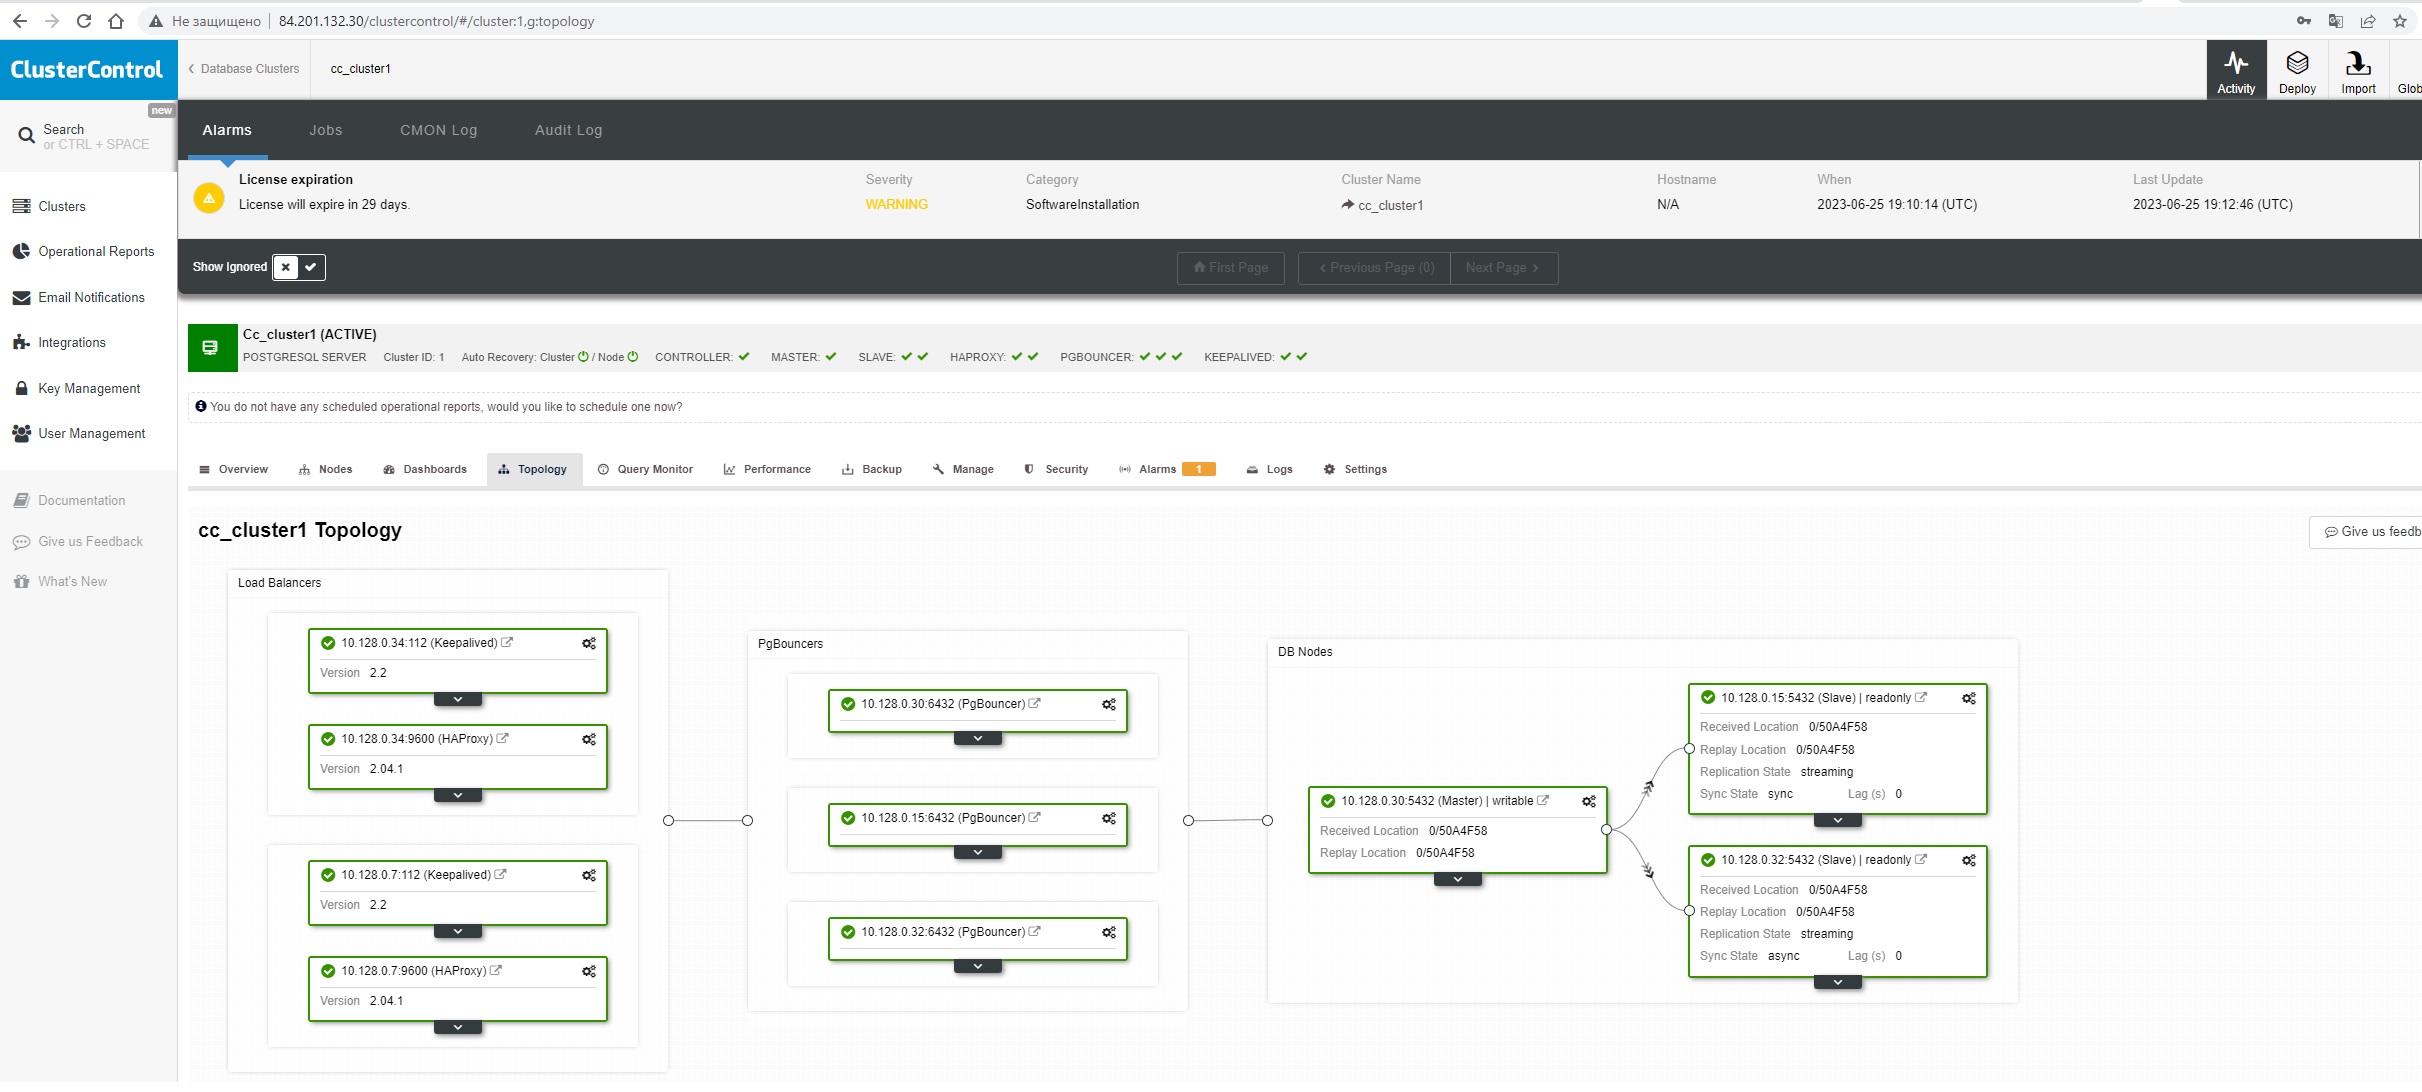 Не защищено | 84.201.132.30/clustercontrol/#/cluster:1,g:topology
ClusterControl
Database Clusters
cc_cluster1
Activity
Deploy
Import
Glob
new
Search
or CTRL + SPACE
Clusters
Operational Reports
Email Notifications
Integrations
Key Management
User Management
Documentation
Give us Feedback
What's New
Alarms Jobs CMON Log Audit Log
License expiration Severity Category Cluster Name Hostname When Last Update
License will expire in 29 days. WARNING SoftwareInstallation cc_cluster1 N/A 2023-06-25 19:10:14 (UTC) 2023-06-25 19:12:46 (UTC)
Show Ignored First Page Previous Page (0) Next Page
Cc_cluster1 (ACTIVE)
POSTGRESQL SERVER Cluster ID: 1 Auto Recovery: Cluster / Node CONTROLLER: MASTER: SLAVE: HAPROXY: PGBOUNCER: KEEPALIVED:
You do not have any scheduled operational reports, would you like to schedule one now?
Overview Nodes Dashboards Topology Query Monitor Performance Backup Manage Security Alarms 1 Logs Settings
cc_cluster1 Topology
Give us feedb
Load Balancers
10.128.0.34:112 (Keepalived)
Version 2.2
10.128.0.34:9600 (HAProxy)
Version 2.04.1
10.128.0.7:112 (Keepalived)
Version 2.2
10.128.0.7:9600 (HAProxy)
Version 2.04.1
PgBouncers
10.128.0.30:6432 (PgBouncer)
10.128.0.15:6432 (PgBouncer)
10.128.0.32:6432 (PgBouncer)
DB Nodes
10.128.0.30:5432 (Master) | writable
Received Location 0/50A4F58
Replay Location 0/50A4F58
10.128.0.15:5432 (Slave) | readonly
Received Location 0/50A4F58
Replay Location 0/50A4F58
Replication State streaming
Sync State sync Lag (s) 0
10.128.0.32:5432 (Slave) | readonly
Received Location 0/50A4F58
Replay Location 0/50A4F58
Replication State streaming
Sync State async Lag (s) 0